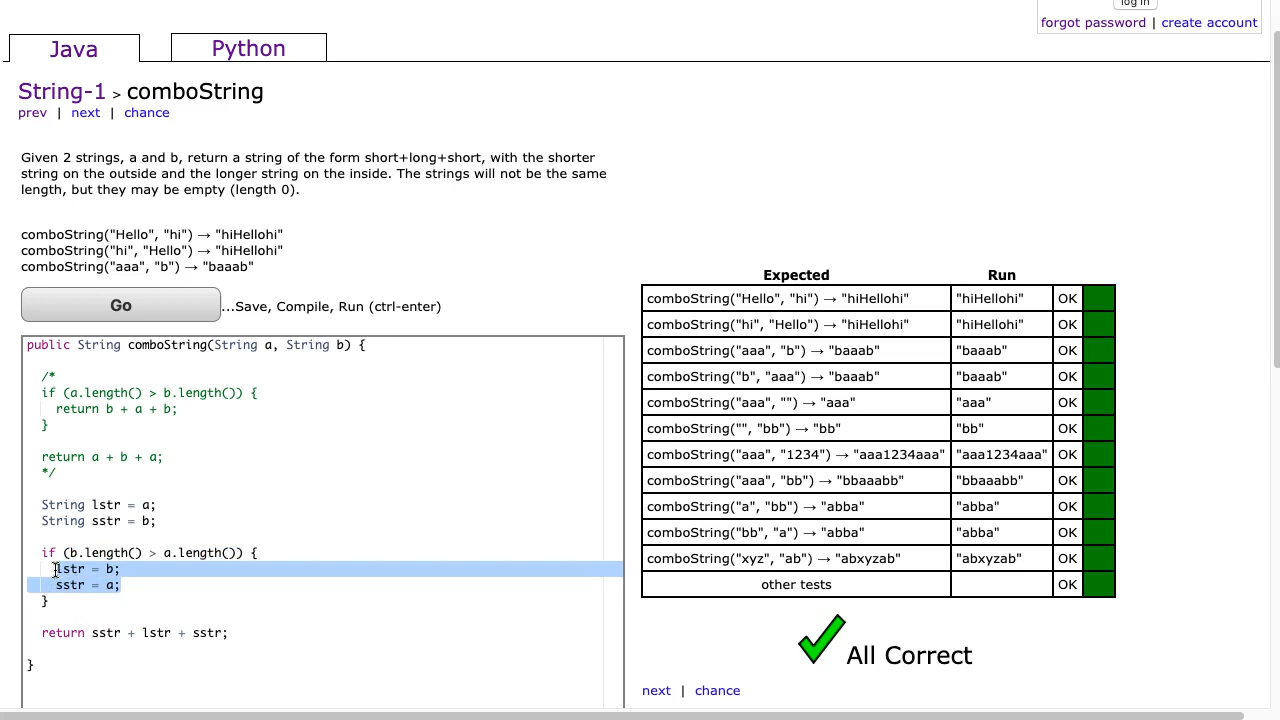 log in
forgot password | create account
Java
Python
String-1 > comboString
prev | next | chance
Given 2 strings, a and b, return a string of the form short+long+short, with the shorter
string on the outside and the longer string on the inside. The strings will not be the same
length, but they may be empty (length 0).
comboString("Hello", "hi") → "hiHellohi"
comboString("hi", "Hello") → "hiHellohi"
comboString("aaa", "b") → "baaab"
Go
...Save, Compile, Run (ctrl-enter)
public String comboString(String a, String b) {
/*
if (a.length() > b.length()) {
return b + a + b;
}
return a + b + a;
*/
String lstr = a;
String sstr = b;
if (b.length() > a.length()) {
lstr = b;
sstr = a;
}
return sstr + lstr + sstr;
}
Expected Run
comboString("Hello", "hi") → "hiHellohi" "hiHellohi" OK
comboString("hi", "Hello") → "hiHellohi" "hiHellohi" OK
comboString("aaa", "b") → "baaab" "baaab" OK
comboString("b", "aaa") → "baaab" "baaab" OK
comboString("aaa", "") → "aaa" "aaa" OK
comboString("", "bb") → "bb" "bb" OK
comboString("aaa", "1234") → "aaa1234aaa" "aaa1234aaa" OK
comboString("aaa", "bb") → "bbaaabb" "bbaaabb" OK
comboString("a", "bb") → "abba" "abba" OK
comboString("bb", "a") → "abba" "abba" OK
comboString("xyz", "ab") → "abxyzab" "abxyzab" OK
other tests OK
All Correct
next | chance